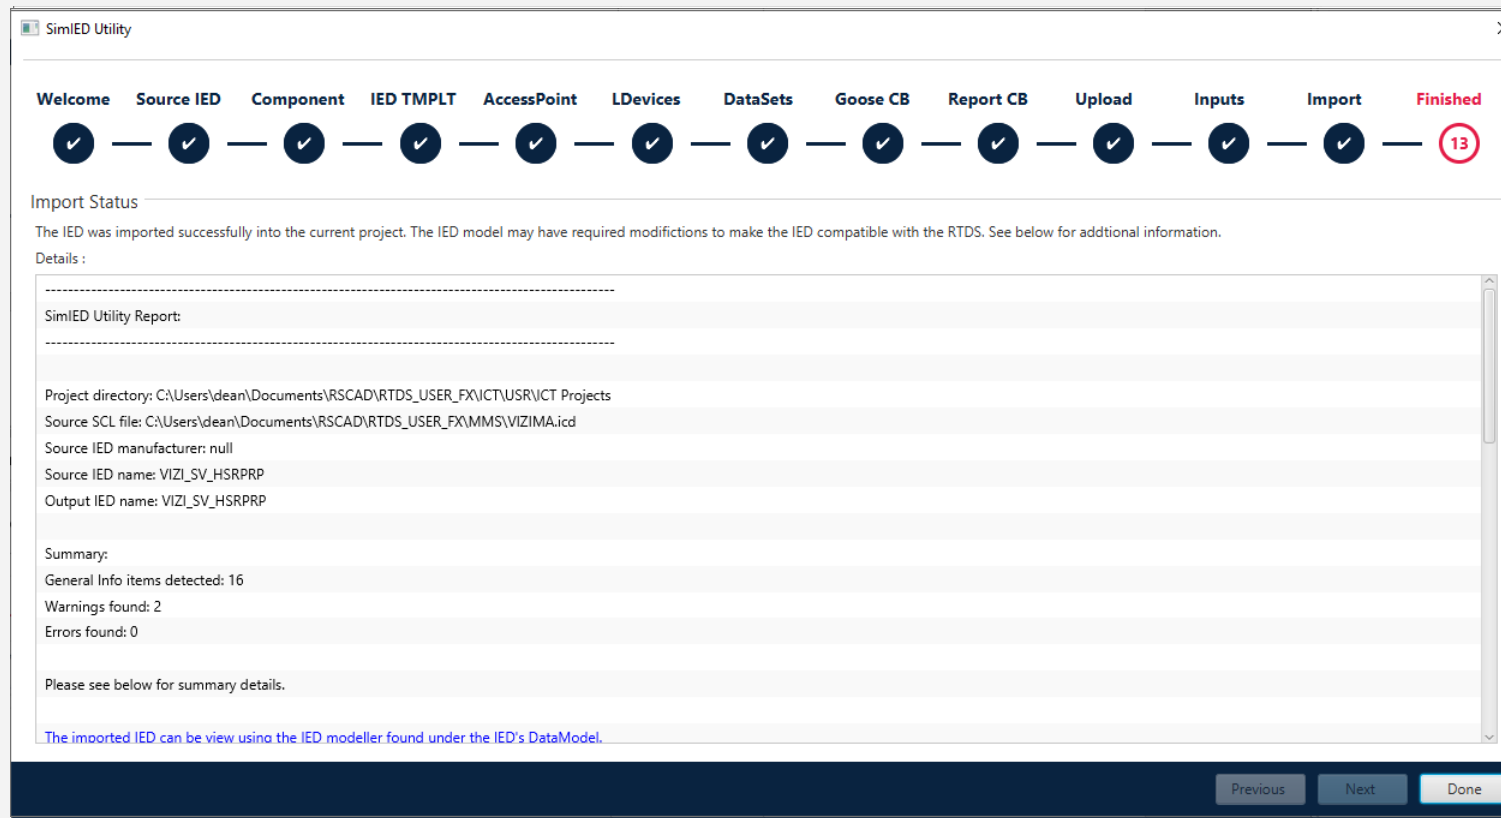 SimIED Utility
Welcome Source IED Component IED TMPLT AccessPoint LDevices DataSets Goose CB Report CB Upload Inputs Import Finished
13
Import Status
The IED was imported successfully into the current project. The IED model may have required modifictions to make the IED compatible with the RTDS. See below for addtional information.
Details :
----------------------------------------------------------------------------------------------------
SimIED Utility Report:
----------------------------------------------------------------------------------------------------
Project directory: C:\Users\dean\Documents\RSCAD\RTDS_USER_FX\ICT\USR\ICT Projects
Source SCL file: C:\Users\dean\Documents\RSCAD\RTDS_USER_FX\MMS\VIZIMA.icd
Source IED manufacturer: null
Source IED name: VIZI_SV_HSRPRP
Output IED name: VIZI_SV_HSRPRP
Summary:
General Info items detected: 16
Warnings found: 2
Errors found: 0
Please see below for summary details.
The imported IED can be view using the IED modeller found under the IED's DataModel.
Previous Next Done